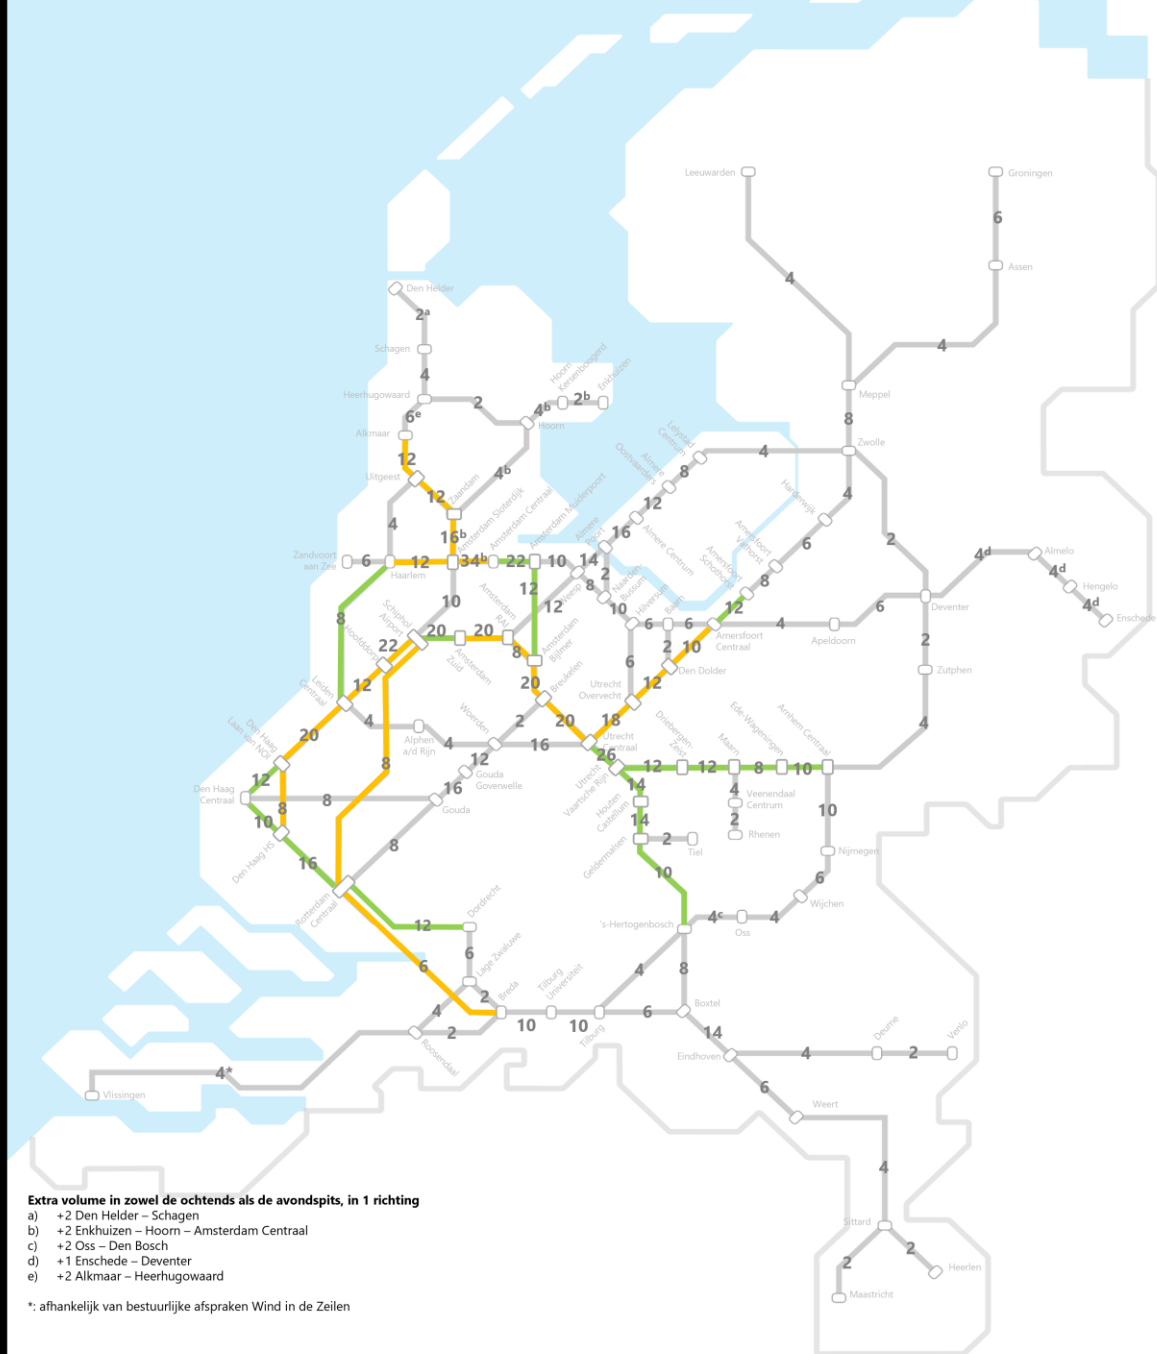 Leeuwarden
Groningen
6
Assen
4
4
Den Helder
2a
Schagen
4
Heerhugowaard
6e
2
Hoorn
Kersenboogerd
Enkhuizen
4b
2b
Hoorn
Meppel
8
Zwolle
Alkmaar
12
Uitgeest
12
Zaandam
4b
16b
4
Lelystad
Centrum
8
4
Almere
Oostvaarders
12
Almere Centrum
16
Almere
Poort
Harderwijk
4
6
2
Amersfoort
Vathorst
8
Amersfoort
Schothorst
12
Zandvoort
aan Zee
6
Haarlem
12
Amsterdam Sloterdijk
34b
Amsterdam Centraal
22
Amsterdam Muiderpoort
10
14
2
8
Naarden-
Bussum
Weesp
12
12
10
10
Hilversum
6
Baarn
6
Amersfoort
Centraal
4
Apeldoorn
6
Deventer
4d
Almelo
4d
Hengelo
4d
Enschede
8
Schiphol
Airport
20
Amsterdam
Zuid
20
Amsterdam
RAI
8
Amsterdam
Bijlmer
Hoofddorp
22
12
Leiden
Centraal
20
Breukelen
20
2
10
Den Dolder
12
6
Utrecht
Overvecht
18
2
Zutphen
4
Den Haag
Laan van NOI
20
4
Alphen
a/d Rijn
4
Woerden
2
16
Utrecht
Centraal
26
Utrecht
Vaartsche Rijn
12
Driebergen-
Zeist
12
Maarn
8
Ede-Wageningen
10
Arnhem Centraal
12
Gouda
Goverwelle
16
Gouda
12
Den Haag
Centraal
8
8
8
10
Den Haag HS
16
8
14
Houten
Castellum
14
Geldermalsen
2
Tiel
4
Veenendaal
Centrum
2
Rhenen
10
Nijmegen
6
Wijchen
10
Rotterdam
Centraal
12
Dordrecht
's-Hertogenbosch
4c
Oss
4
6
6
Lage Zwaluwe
2
Breda
4
2
Roosendaal
10
Tilburg
Universiteit
10
Tilburg
4
6
8
Boxtel
14
Eindhoven
4
Deurne
2
Venlo
6
Weert
4
Sittard
2
Heerlen
2
Maastricht
4*
Vlissingen
Extra volume in zowel de ochtends als de avondspits, in 1 richting
a) +2 Den Helder – Schagen
b) +2 Enkhuizen – Hoorn – Amsterdam Centraal
c) +2 Oss – Den Bosch
d) +1 Enschede – Deventer
e) +2 Alkmaar – Heerhugowaard
*: afhankelijk van bestuurlijke afspraken Wind in de Zeilen